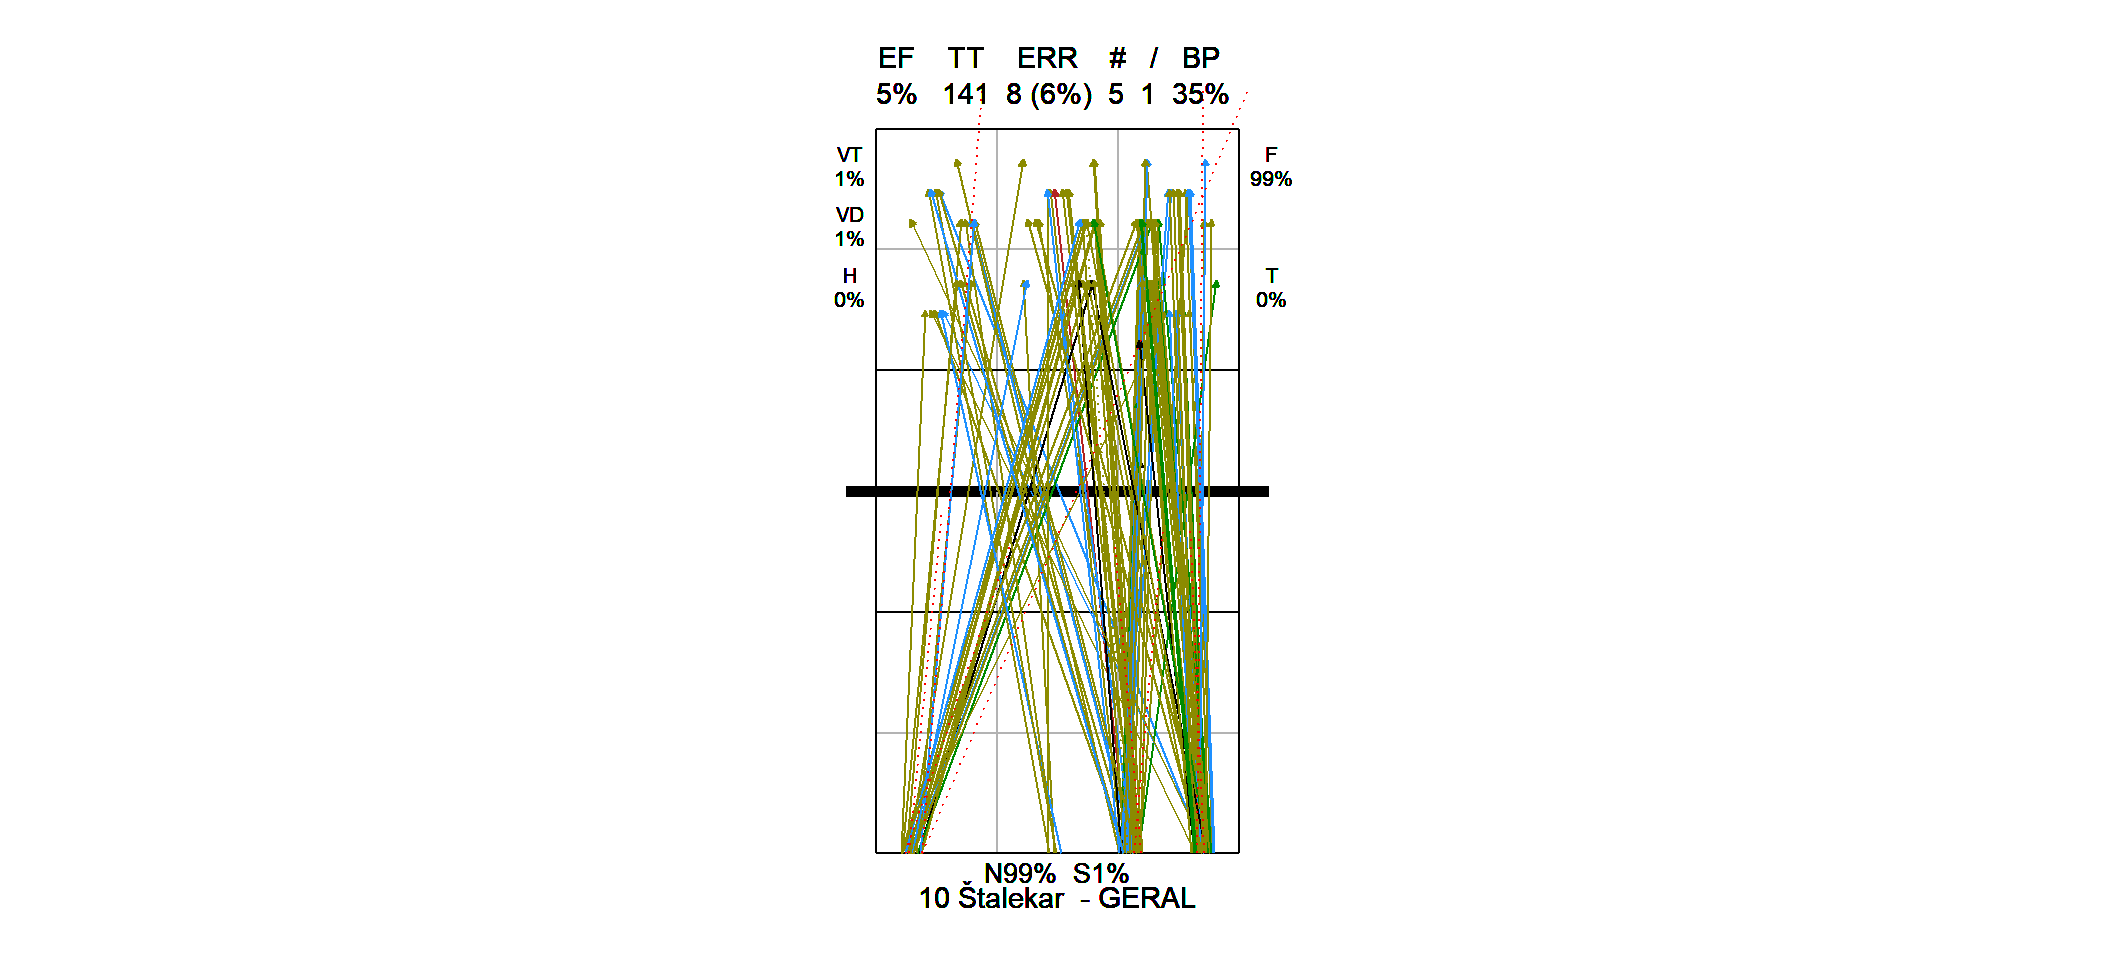 EF TT ERR # / BP
5% 141 8 (6%) 5 1 35%
VT
1%
F
99%
VD
1%
H
0%
T
0%
N99% S1%
10 Štalekar - GERAL